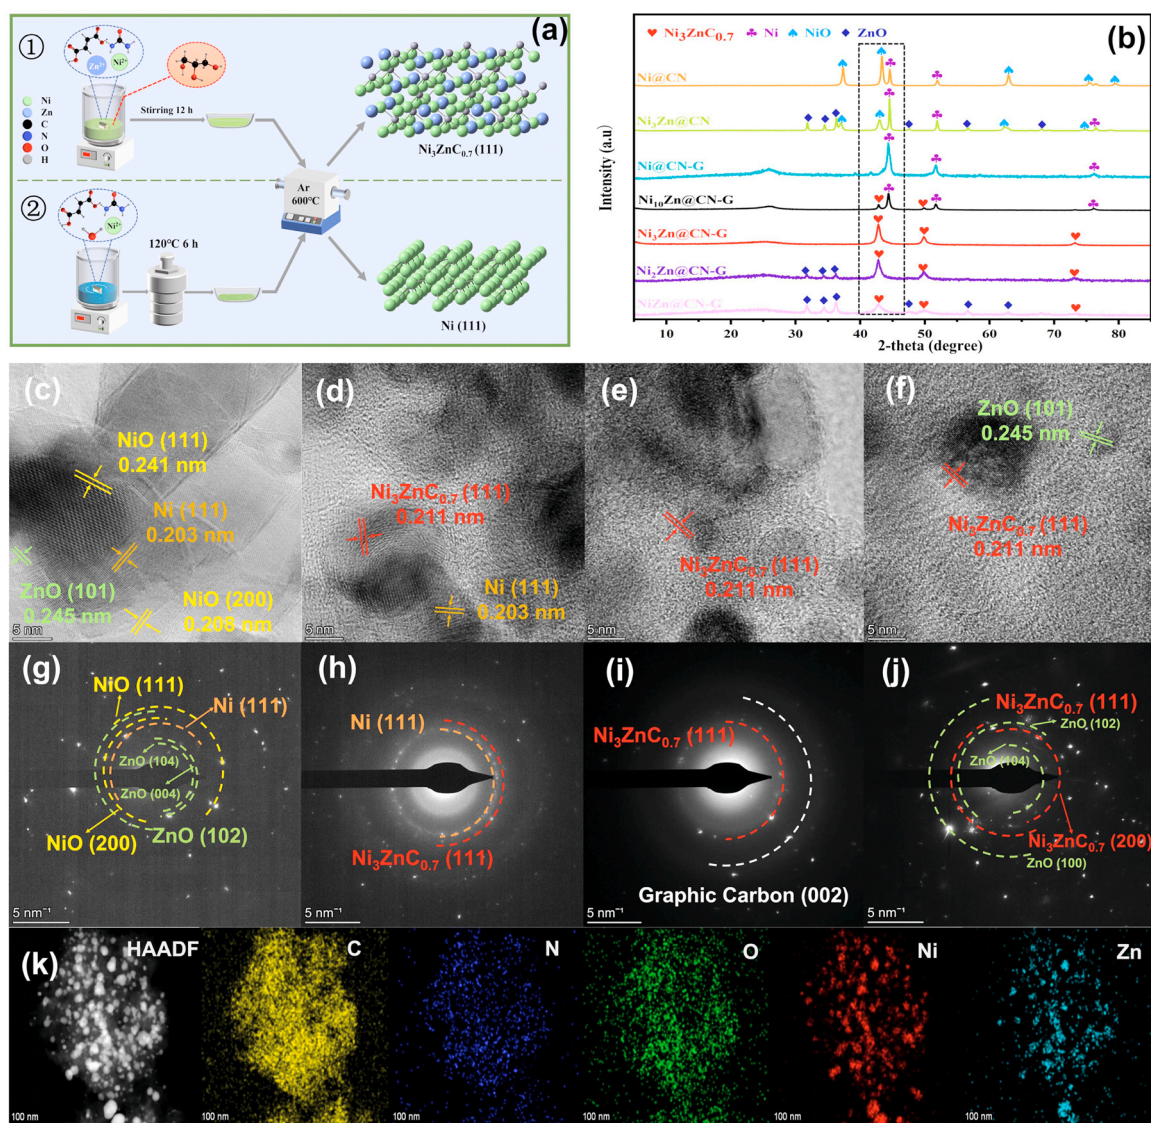 (a)
①
Zn²⁺
Ni²⁺
Ni
Zn
C
N
O
H
Stirring 12 h
Ni₃ZnC₀.₇ (111)
Ar
600℃
②
Ni²⁺
120℃ 6 h
Ni (111)
(b)
Ni₃ZnC₀.₇ Ni NiO ZnO
Ni@CN
Ni₃Zn@CN
Ni@CN-G
Ni₁₀Zn@CN-G
Ni₃Zn@CN-G
Ni₂Zn@CN-G
NiZn@CN-G
Intensity (a.u)
10 20 30 40 50 60 70 80
2-theta (degree)
(c)
NiO (111)
0.241 nm
Ni (111)
0.203 nm
ZnO (101)
0.245 nm
NiO (200)
0.208 nm
5 nm
(d)
Ni₃ZnC₀.₇ (111)
0.211 nm
Ni (111)
0.203 nm
5 nm
(e)
Ni₃ZnC₀.₇ (111)
0.211 nm
5 nm
(f)
ZnO (101)
0.245 nm
Ni₃ZnC₀.₇ (111)
0.211 nm
5 nm
(g)
NiO (111)
Ni (111)
ZnO (104)
ZnO (004)
NiO (200)
ZnO (102)
5 nm⁻¹
(h)
Ni (111)
Ni₃ZnC₀.₇ (111)
5 nm⁻¹
(i)
Ni₃ZnC₀.₇ (111)
Graphic Carbon (002)
5 nm⁻¹
(j)
Ni₃ZnC₀.₇ (111)
ZnO (102)
ZnO (104)
Ni₃ZnC₀.₇ (200)
ZnO (100)
5 nm⁻¹
(k)
HAADF
100 nm
C
100 nm
N
100 nm
O
100 nm
Ni
100 nm
Zn
100 nm